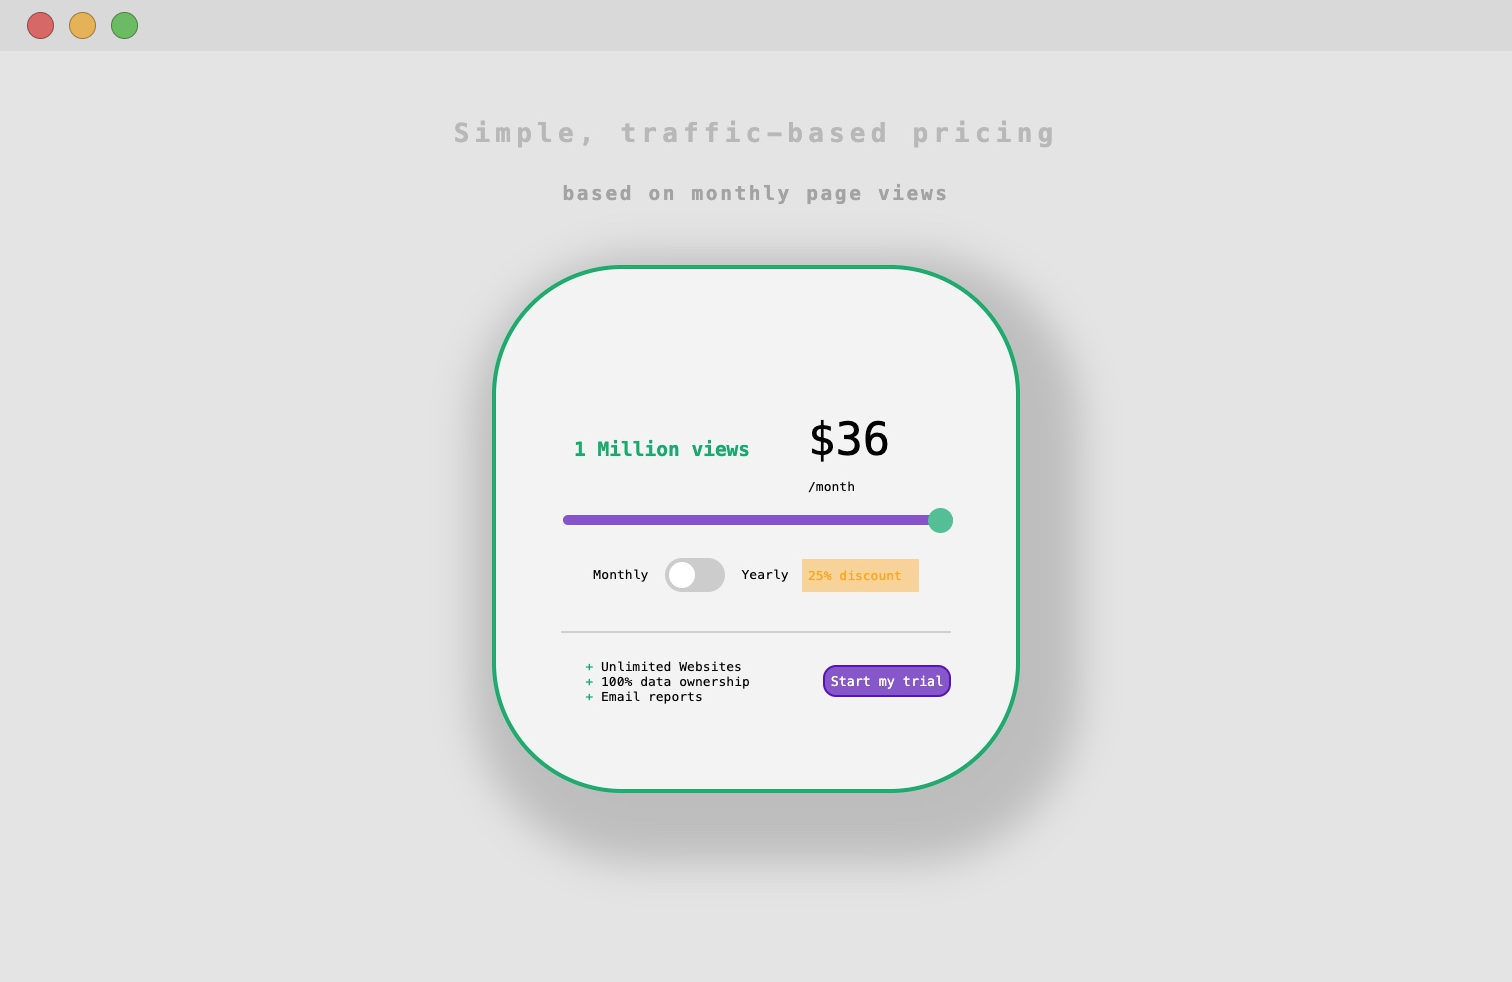 Simple, traffic-based pricing
based on monthly page views
1 Million views
$36
/month
Monthly
Yearly
25% discount
+ Unlimited Websites
+ 100% data ownership
+ Email reports
Start my trial